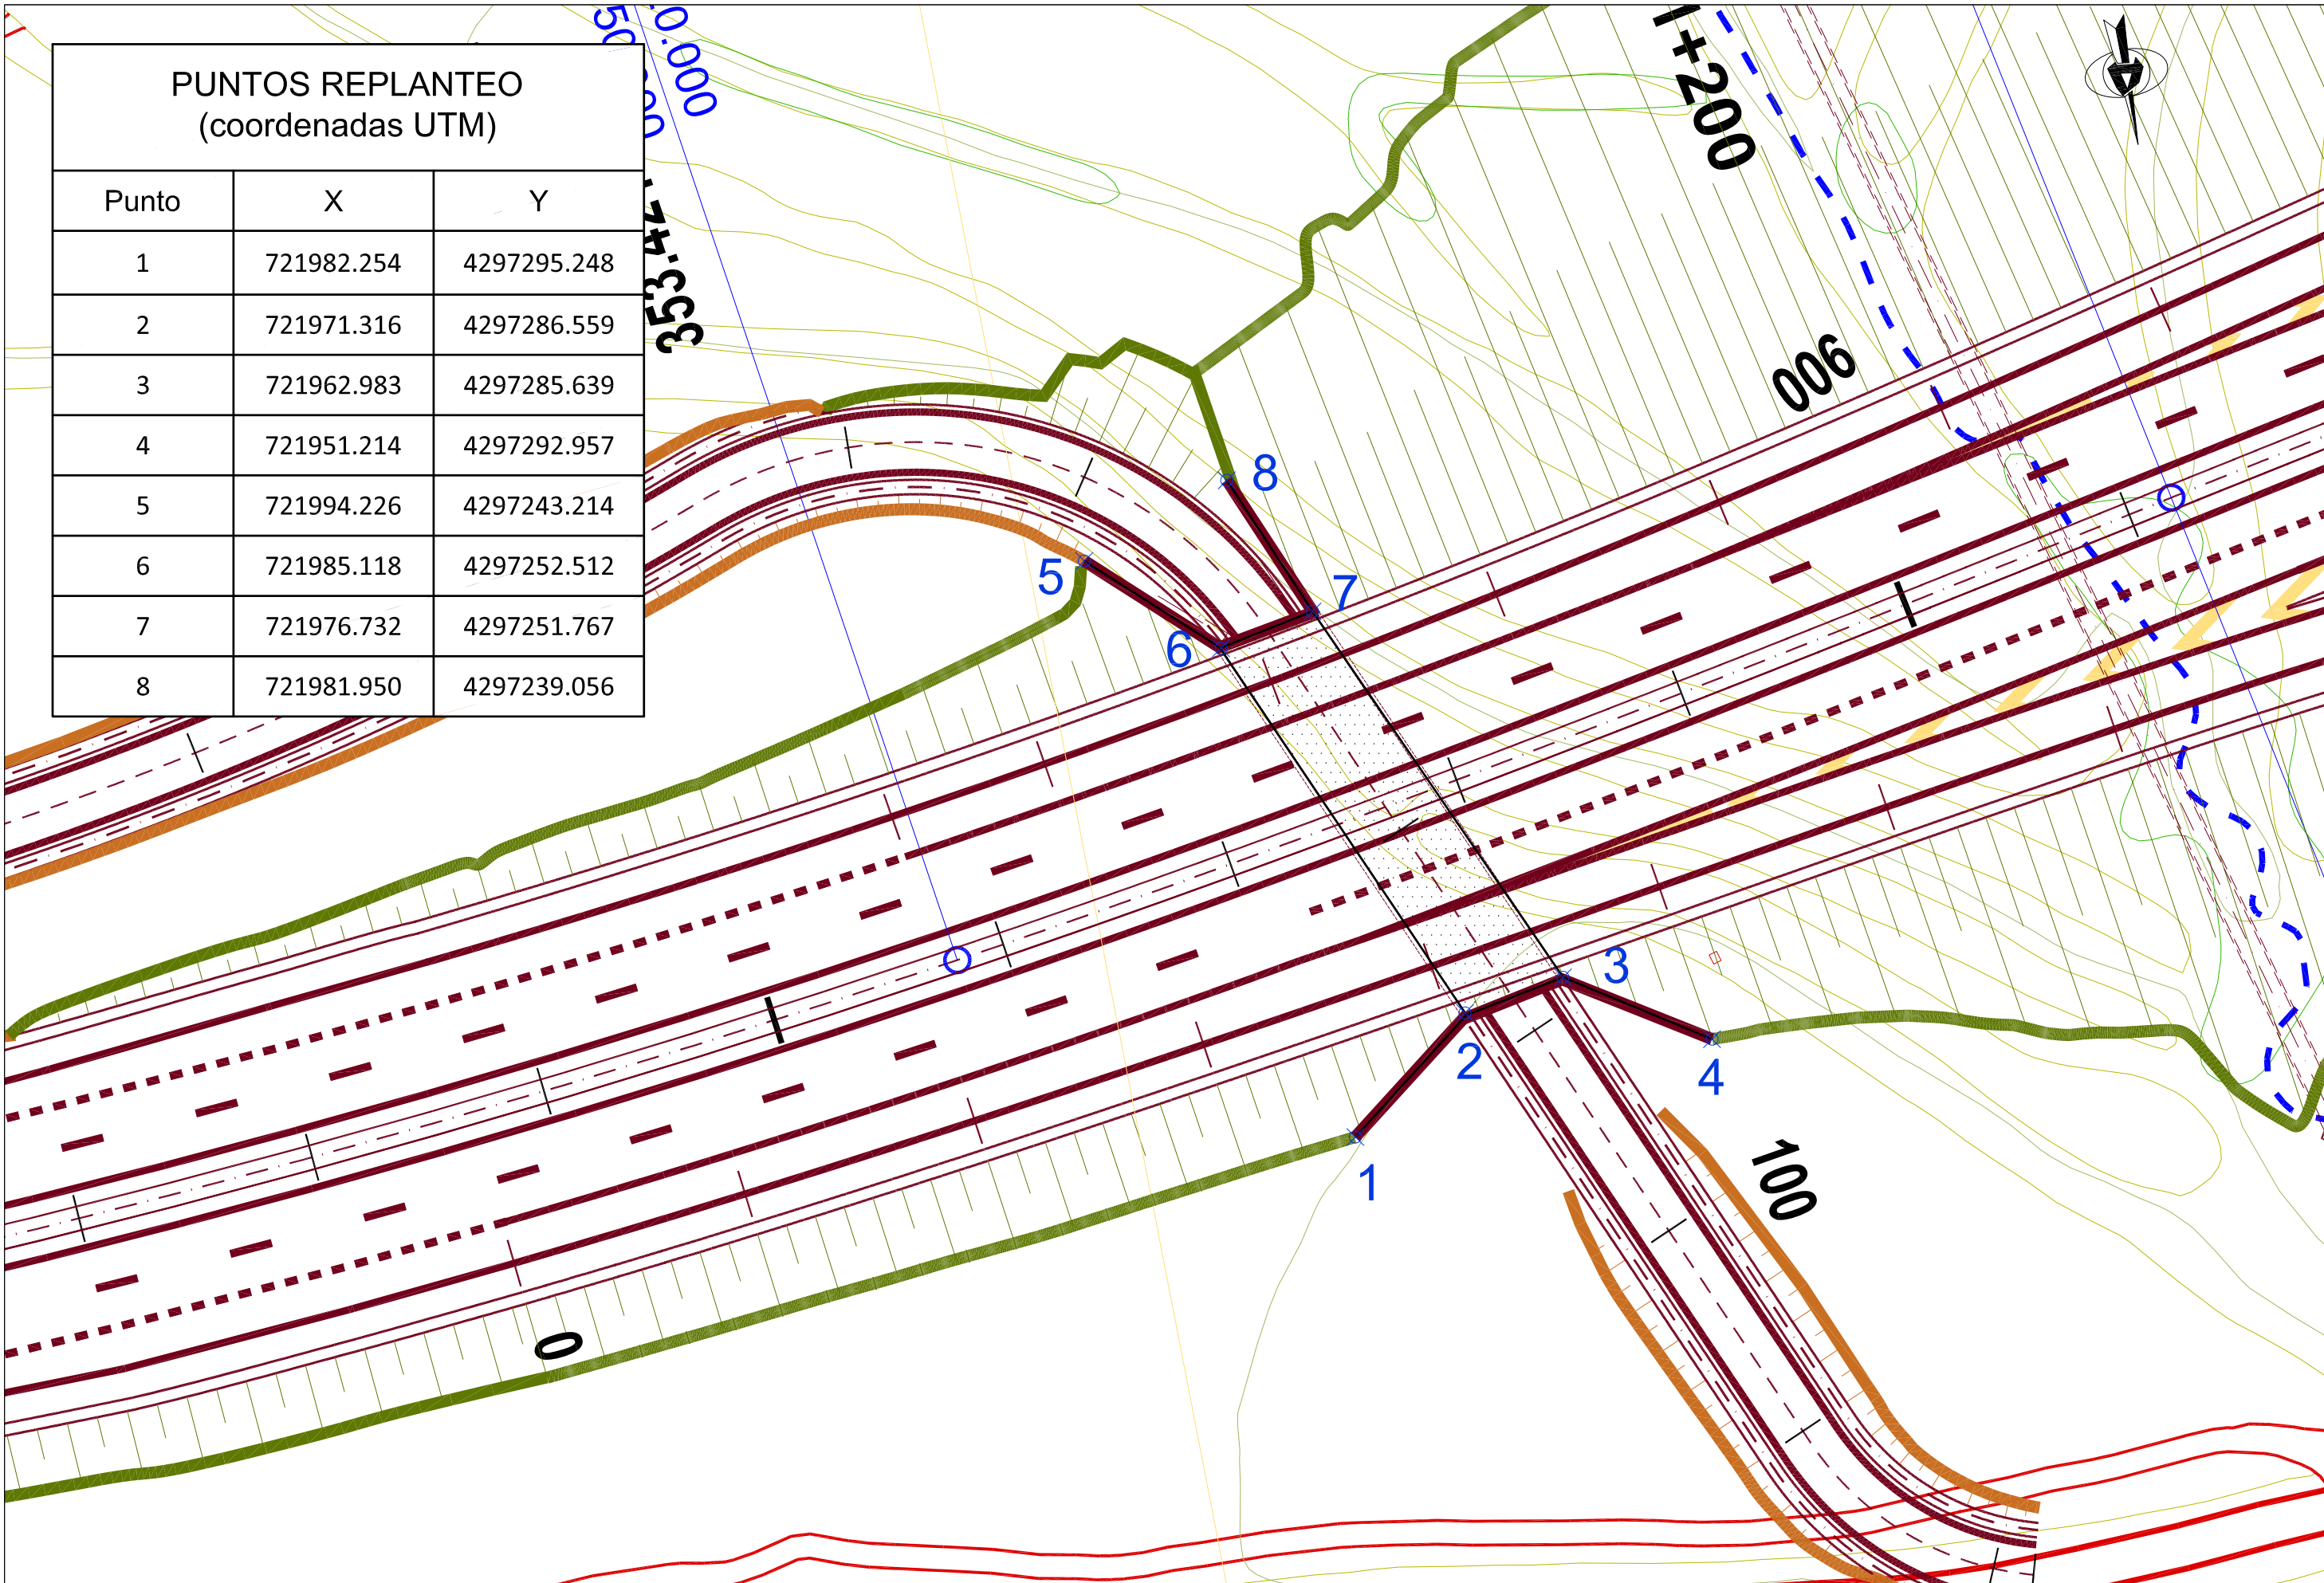 PUNTOS REPLANTEO
(coordenadas UTM)
Punto X Y
1 721982.254 4297295.248
2 721971.316 4297286.559
3 721962.983 4297285.639
4 721951.214 4297292.957
5 721994.226 4297243.214
6 721985.118 4297252.512
7 721976.732 4297251.767
8 721981.950 4297239.056
0.000
+200
353.42
900
8
5
7
6
3
2
4
1
100
0